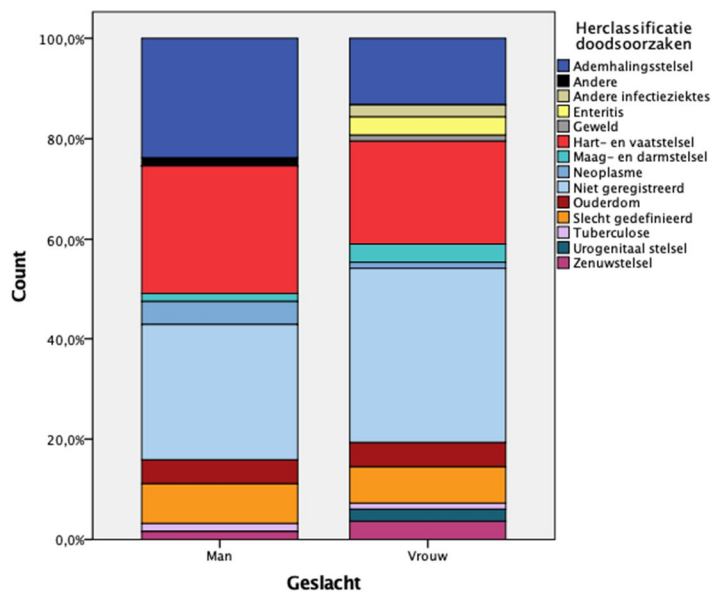 Herclassificatie
doodsoorzaken
Ademhalingsstelsel
Andere
Andere infectieziektes
Enteritis
Geweld
Hart- en vaatstelsel
Maag- en darmstelsel
Neoplasme
Niet geregistreerd
Ouderdom
Slecht gedefinieerd
Tuberculose
Urogenitaal stelsel
Zenuwstelsel
Count
100,0%
80,0%
60,0%
40,0%
20,0%
0,0%
Man Vrouw
Geslacht